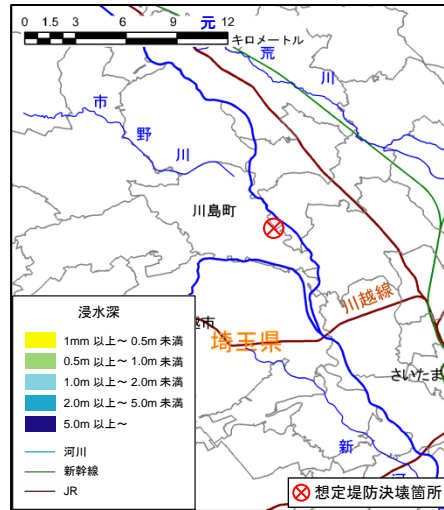 0 1.5 3 6 9 12
キロメートル
元
荒
川
市
野
川
川島町
川越線
越市
埼玉県
さいたま
新
河
浸水深
1mm 以上～ 0.5m 未満
0.5m 以上～ 1.0m 未満
1.0m 以上～ 2.0m 未満
2.0m 以上～ 5.0m 未満
5.0m 以上～
河川
新幹線
JR
想定堤防決壊箇所